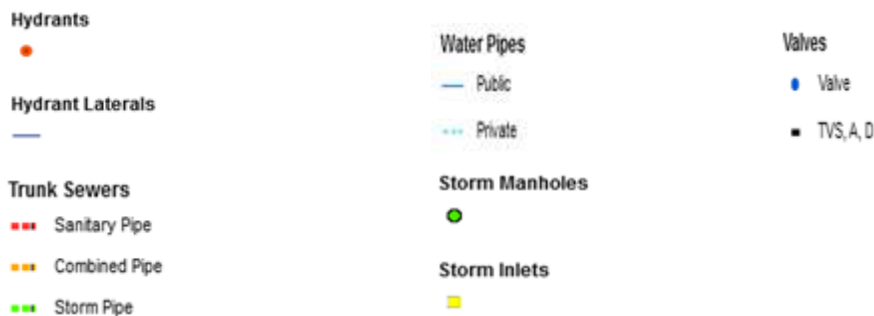 Hydrants
Hydrant Laterals
Trunk Sewers
Sanitary Pipe
Combined Pipe
Storm Pipe
Water Pipes
Public
Private
Storm Manholes
Storm Inlets
Valves
Valve
TVS, A, D